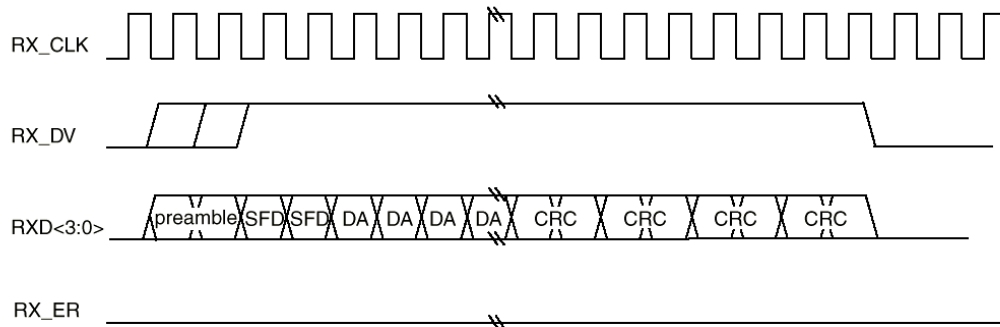 RX_CLK
RX_DV
RXD<3:0>
preamble SFD SFD DA DA DA DA CRC CRC CRC CRC
RX_ER